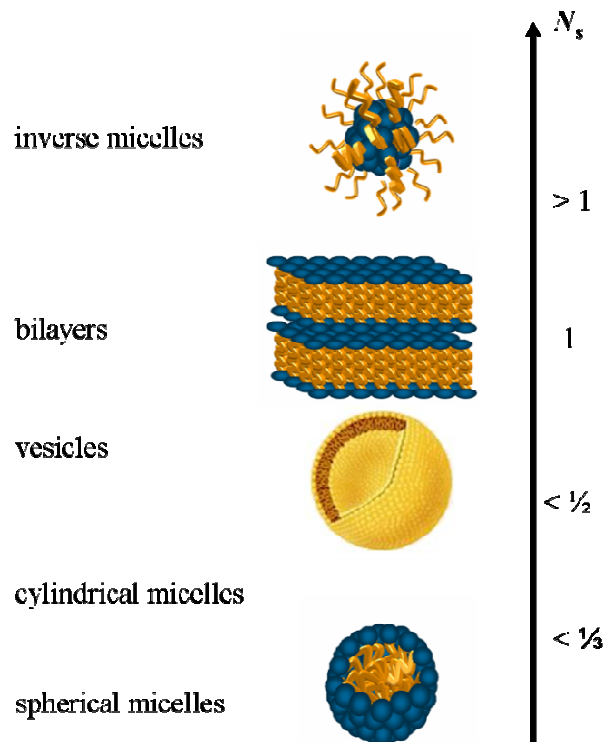 Nₛ
inverse micelles
> 1
bilayers
1
vesicles
< ½
cylindrical micelles
< ⅓
spherical micelles